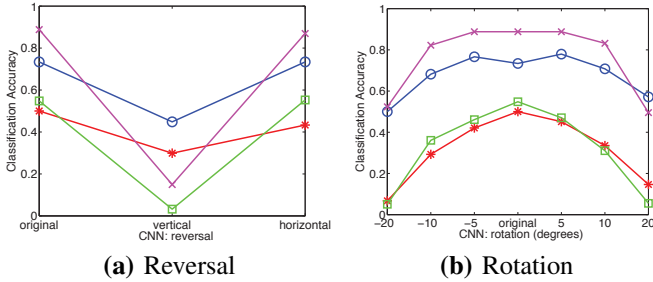 1
0.8
0.6
0.4
0.2
0
Classification Accuracy
original vertical horizontal
CNN: reversal
(a) Reversal
1
0.8
0.6
0.4
0.2
0
Classification Accuracy
−20 −10 −5 original 5 10 20
CNN: rotation (degrees)
(b) Rotation